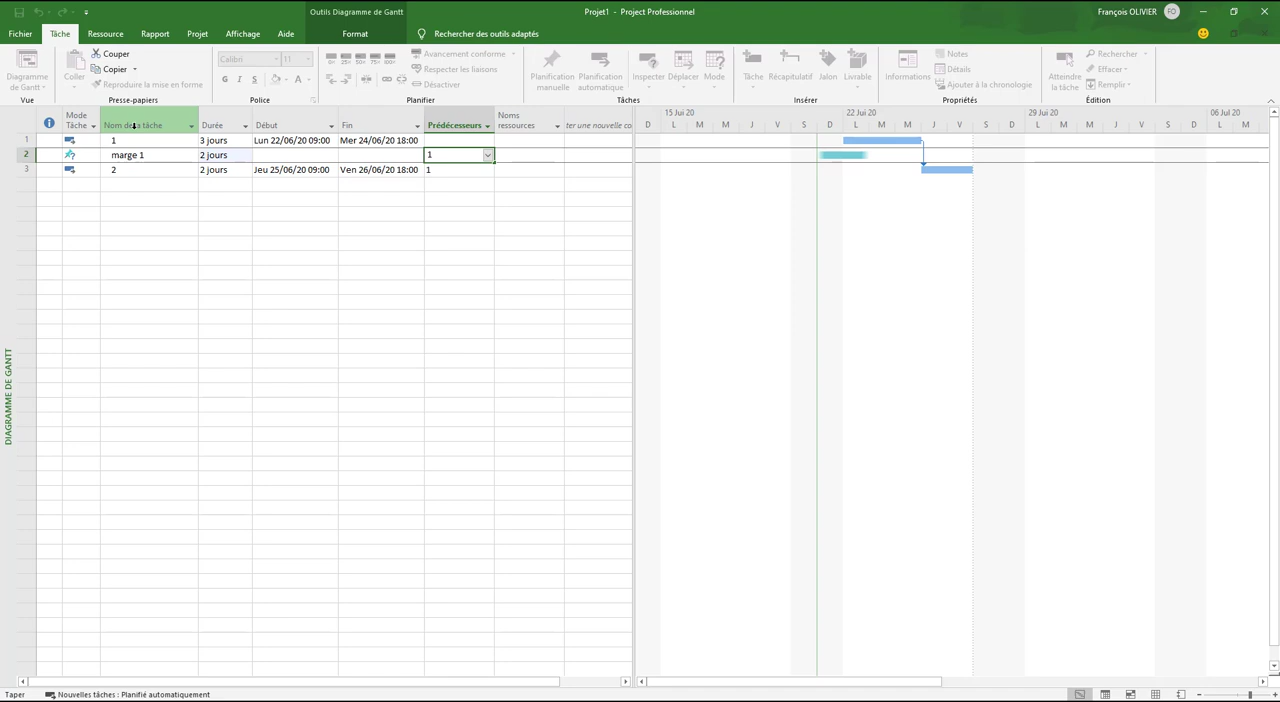 Outils Diagramme de Gantt
Projet1 - Project Professionnel
François OLIVIER FO
Fichier Tâche Ressource Rapport Projet Affichage Aide Format Rechercher des outils adaptés
Diagramme de Gantt
Vue
Coller
Couper
Copier
Reproduire la mise en forme
Presse-papiers
Calibri 11
G I S A
Police
Avancement conforme
Respecter les liaisons
Désactiver
Planifier
Planification manuelle
Planification automatique
Inspecter Déplacer Mode
Tâches
Tâche Récapitulatif Jalon Livrable
Insérer
Informations
Notes
Détails
Ajouter à la chronologie
Propriétés
Atteindre la tâche
Rechercher
Effacer
Remplir
Édition
Mode Tâche Nom de la tâche Durée Début Fin Prédécesseurs Noms ressources ter une nouvelle co
15 Jui 20 22 Jui 20 29 Jui 20 06 Jul 20
D L M M J V S D L M M J V S D L M M J V S D L M
1 1 3 jours Lun 22/06/20 09:00 Mer 24/06/20 18:00
2 marge 1 2 jours 1
3 2 2 jours Jeu 25/06/20 09:00 Ven 26/06/20 18:00 1
DIAGRAMME DE GANTT
Taper Nouvelles tâches : Planifié automatiquement